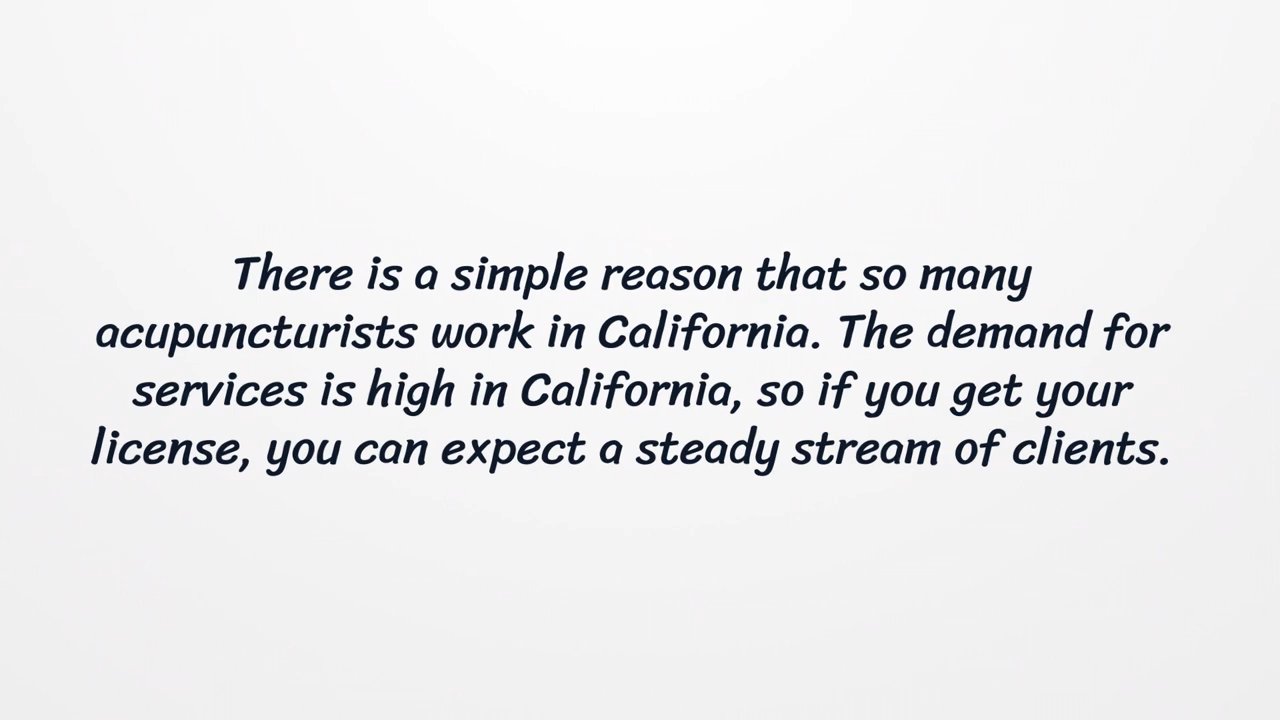 There is a simple reason that so many
acupuncturists work in California. The demand for
services is high in California, so if you get your
license, you can expect a steady stream of clients.